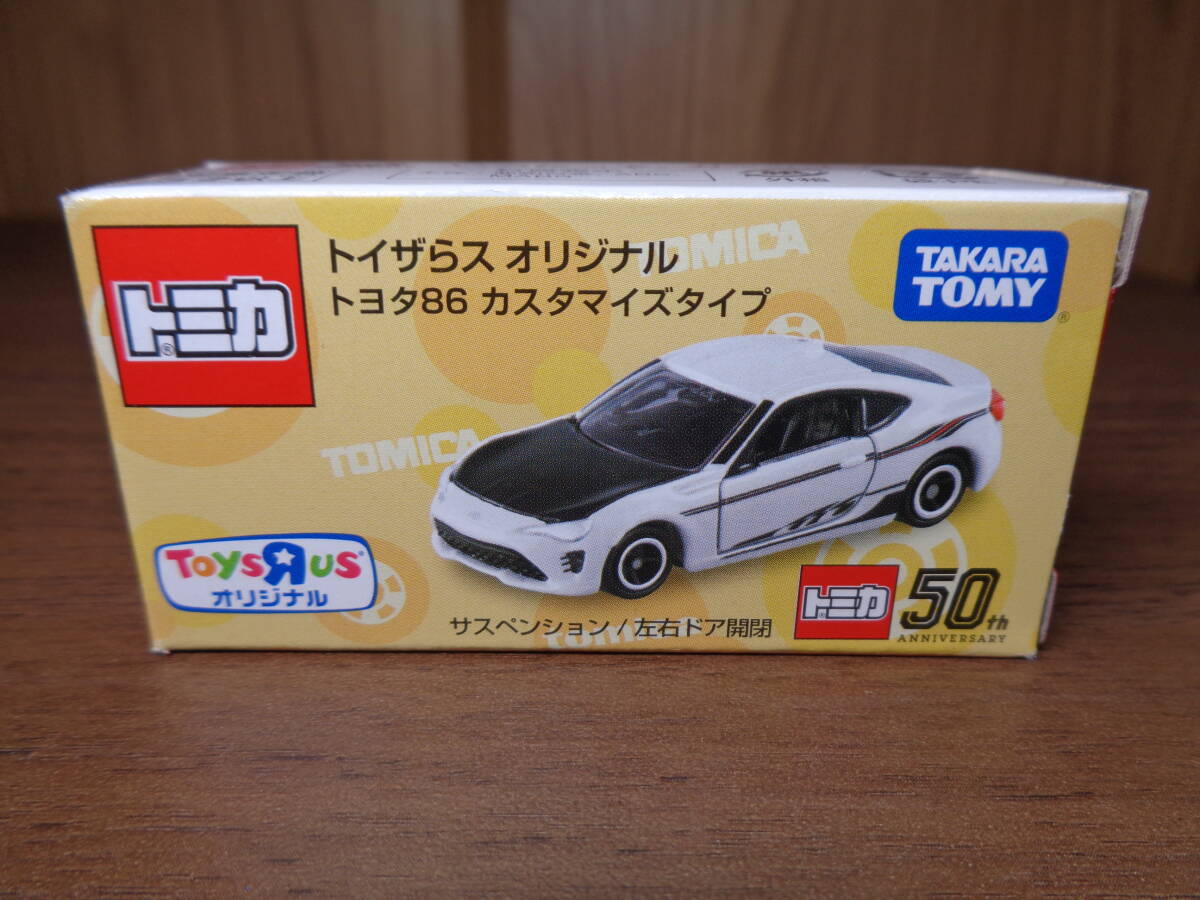 トイザらス オリジナル
トヨタ86 カスタマイズタイプ
トミカ®
TAKARA
TOMY®
TOMICA
TOMICA
TOYS"R"US
オリジナル
サスペンション / 左右ドア開閉
トミカ®
50th
ANNIVERSARY